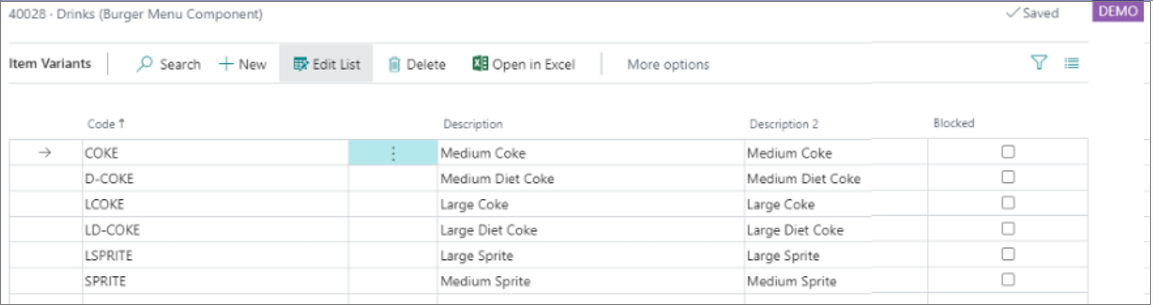 40028 · Drinks (Burger Menu Component) Saved DEMO
Item Variants Search New Edit List Delete Open in Excel More options
Code ↑ Description Description 2 Blocked
COKE Medium Coke Medium Coke
D-COKE Medium Diet Coke Medium Diet Coke
LCOKE Large Coke Large Coke
LD-COKE Large Diet Coke Large Diet Coke
LSPRITE Large Sprite Large Sprite
SPRITE Medium Sprite Medium Sprite